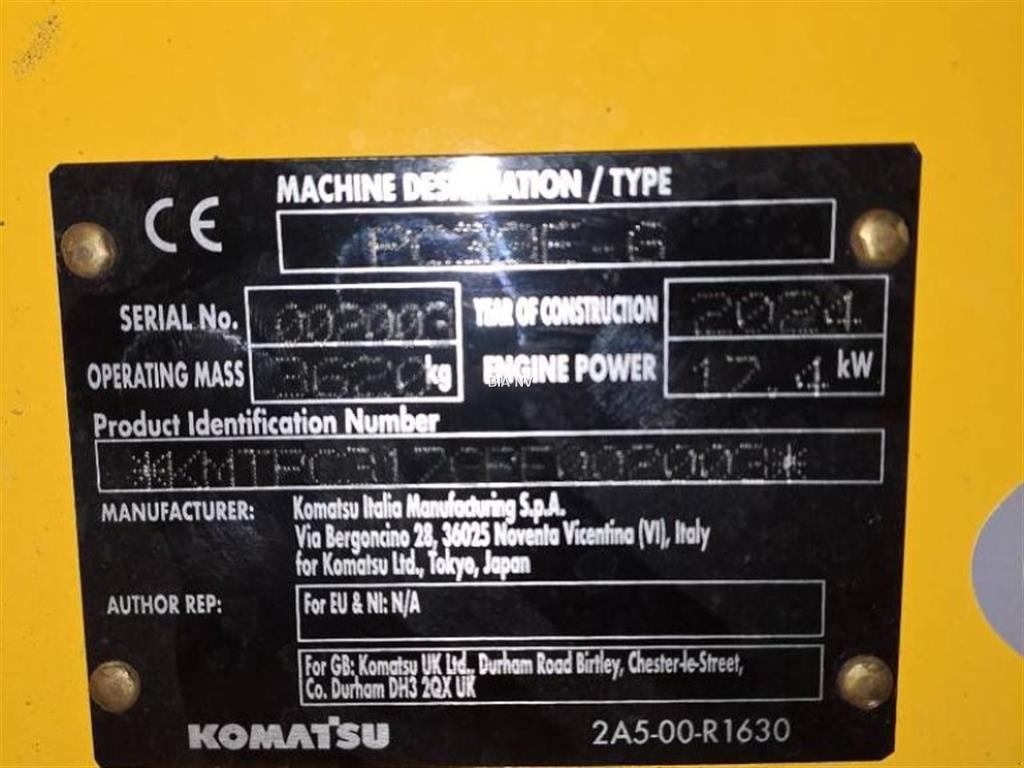 CE
MACHINE DESIGNATION / TYPE
SERIAL No.
YEAR OF CONSTRUCTION 2024
OPERATING MASS kg
ENGINE POWER 17.4 kW
BIA NV
Product Identification Number
MANUFACTURER: Komatsu Italia Manufacturing S.p.A.
Via Bergoncino 28, 36025 Noventa Vicentina (VI), Italy
for Komatsu Ltd., Tokyo, Japan
AUTHOR REP: For EU & NI: N/A
For GB: Komatsu UK Ltd., Durham Road Birtley, Chester-le-Street,
Co. Durham DH3 2QX UK
KOMATSU 2A5-00-R1630